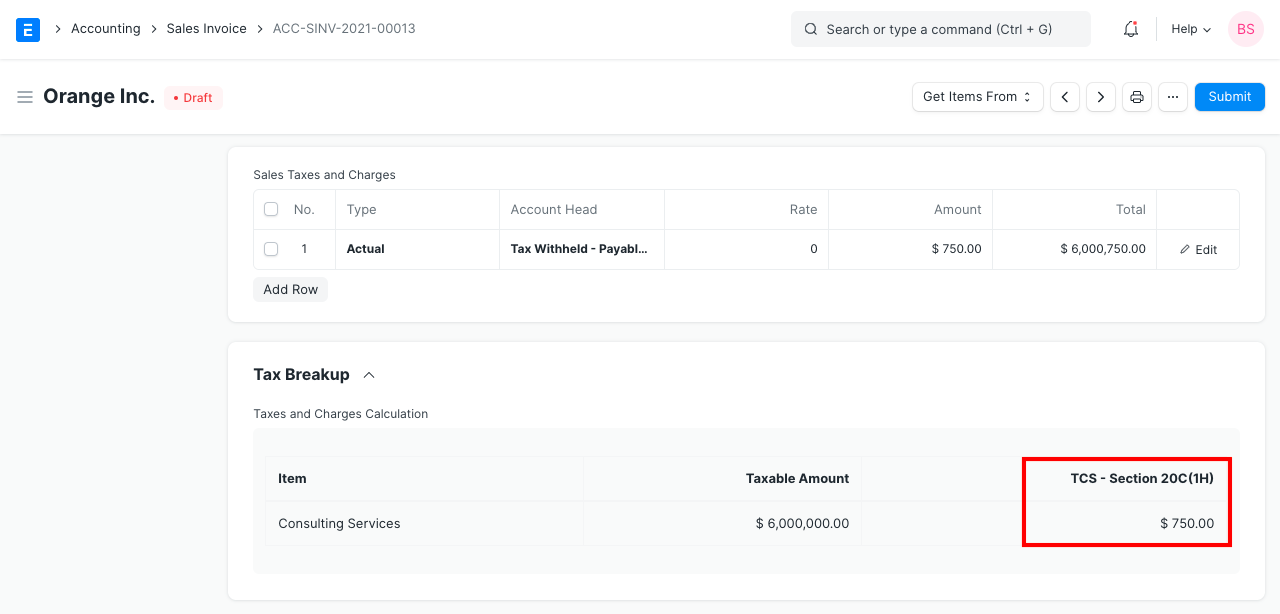 E
Accounting
Sales Invoice
ACC-SINV-2021-00013
Search or type a command (Ctrl + G)
Help
BS
Orange Inc.
Draft
Get Items From
Submit
Sales Taxes and Charges
No. Type Account Head Rate Amount Total
1 Actual Tax Withheld - Payabl... 0 $ 750.00 $ 6,000,750.00 Edit
Add Row
Tax Breakup
Taxes and Charges Calculation
Item Taxable Amount TCS - Section 20C(1H)
Consulting Services $ 6,000,000.00 $ 750.00